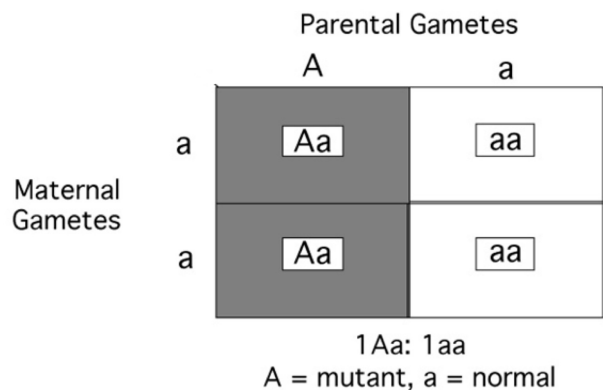 Parental Gametes
A a
a Aa aa
Maternal
Gametes
a Aa aa
1Aa: 1aa
A = mutant, a = normal